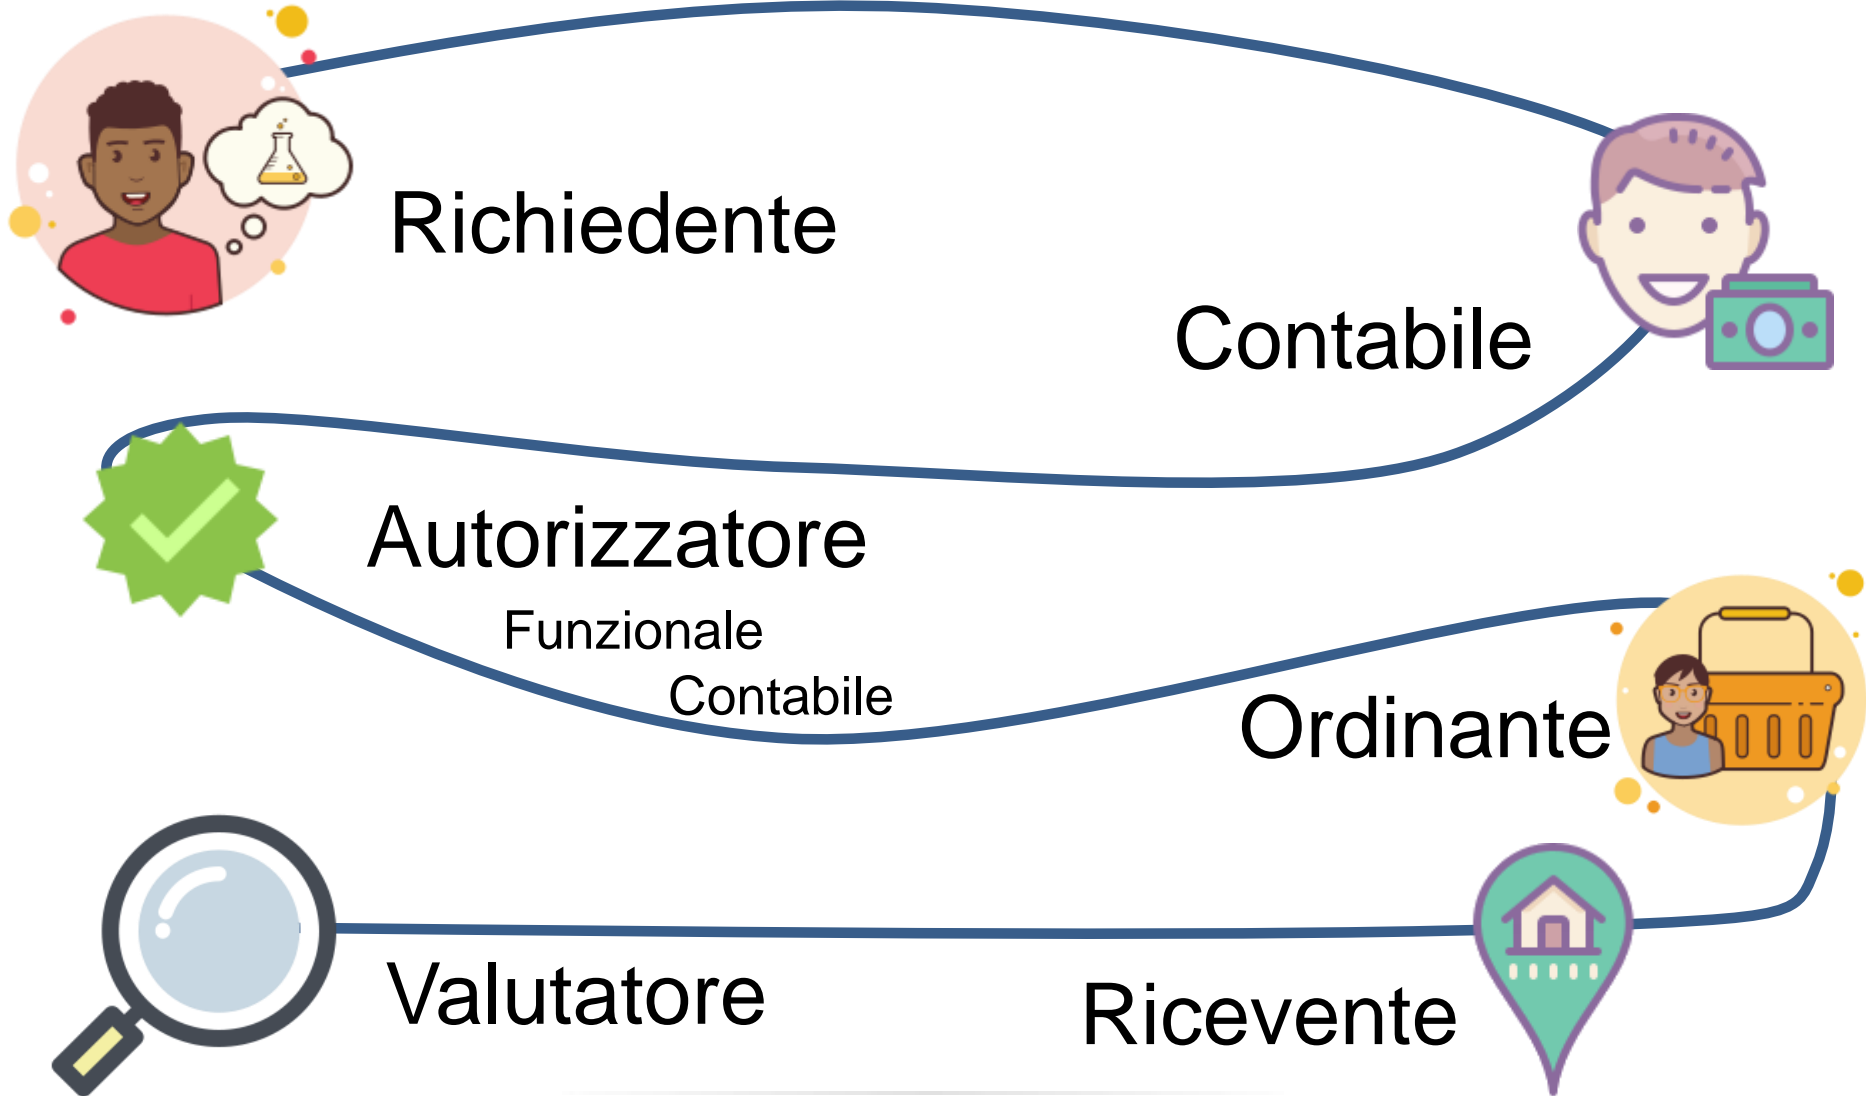 Richiedente
Contabile
Autorizzatore
Funzionale
Contabile
Ordinante
Valutatore
Ricevente